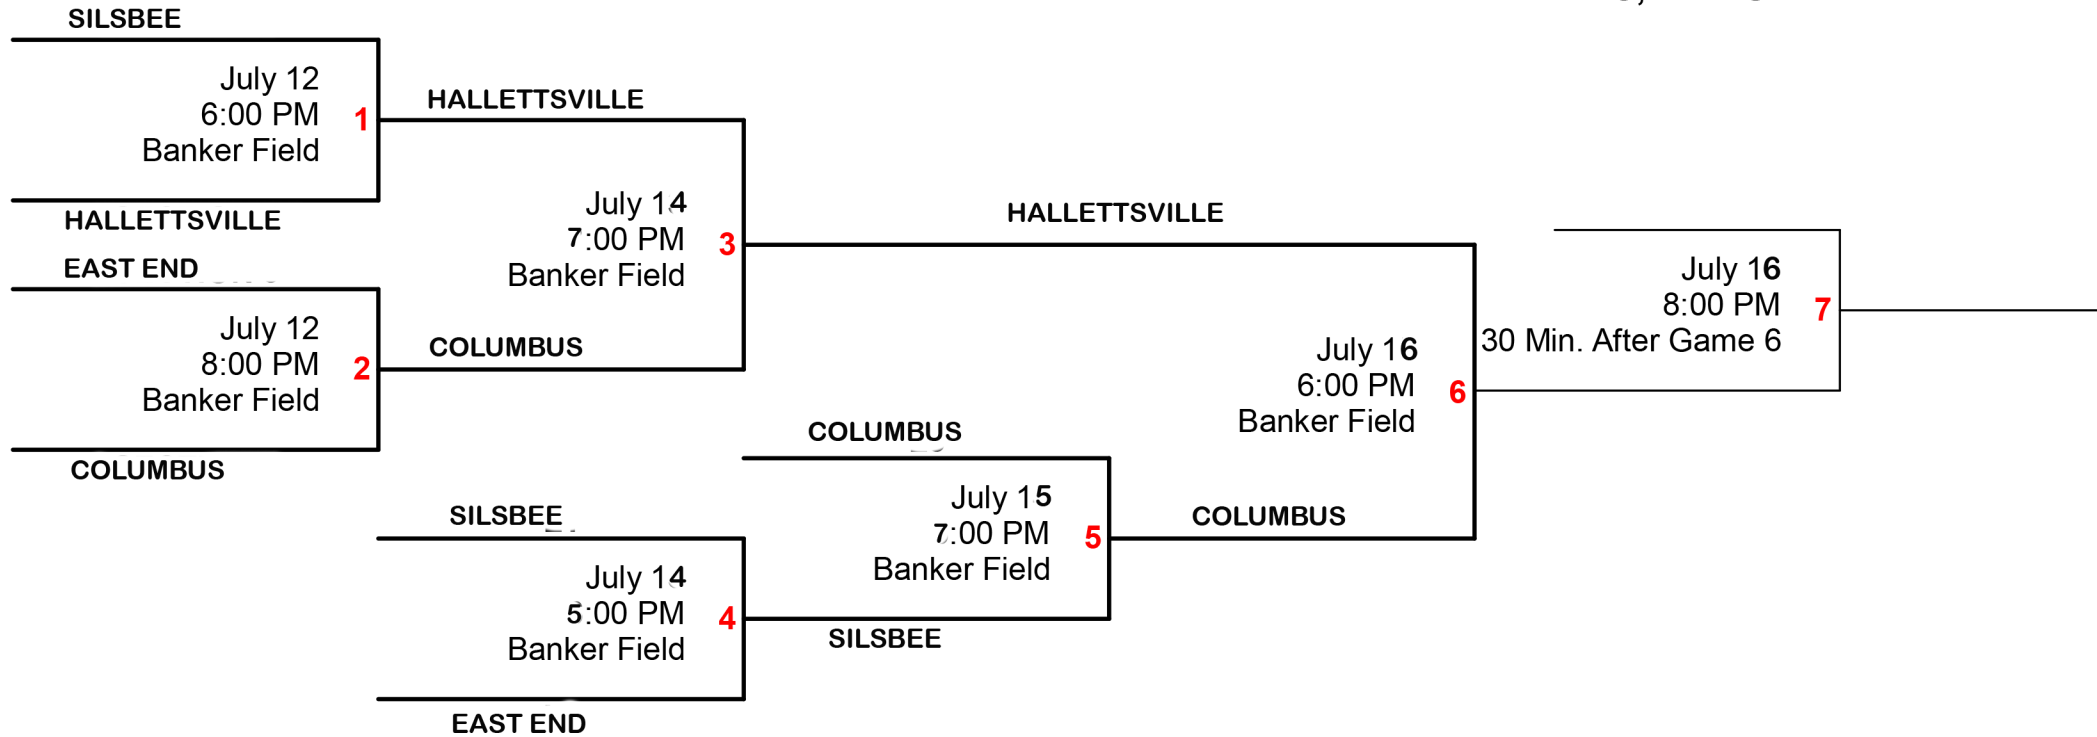 SILSBEE
July 12
6:00 PM
Banker Field
1
HALLETTSVILLE
HALLETTSVILLE
EAST END
July 12
8:00 PM
Banker Field
2
COLUMBUS
COLUMBUS
July 14
7:00 PM
Banker Field
3
HALLETTSVILLE
SILSBEE
July 14
5:00 PM
Banker Field
4
EAST END
COLUMBUS
July 15
7:00 PM
Banker Field
5
SILSBEE
COLUMBUS
July 16
6:00 PM
Banker Field
6
July 16
8:00 PM
30 Min. After Game 6
7